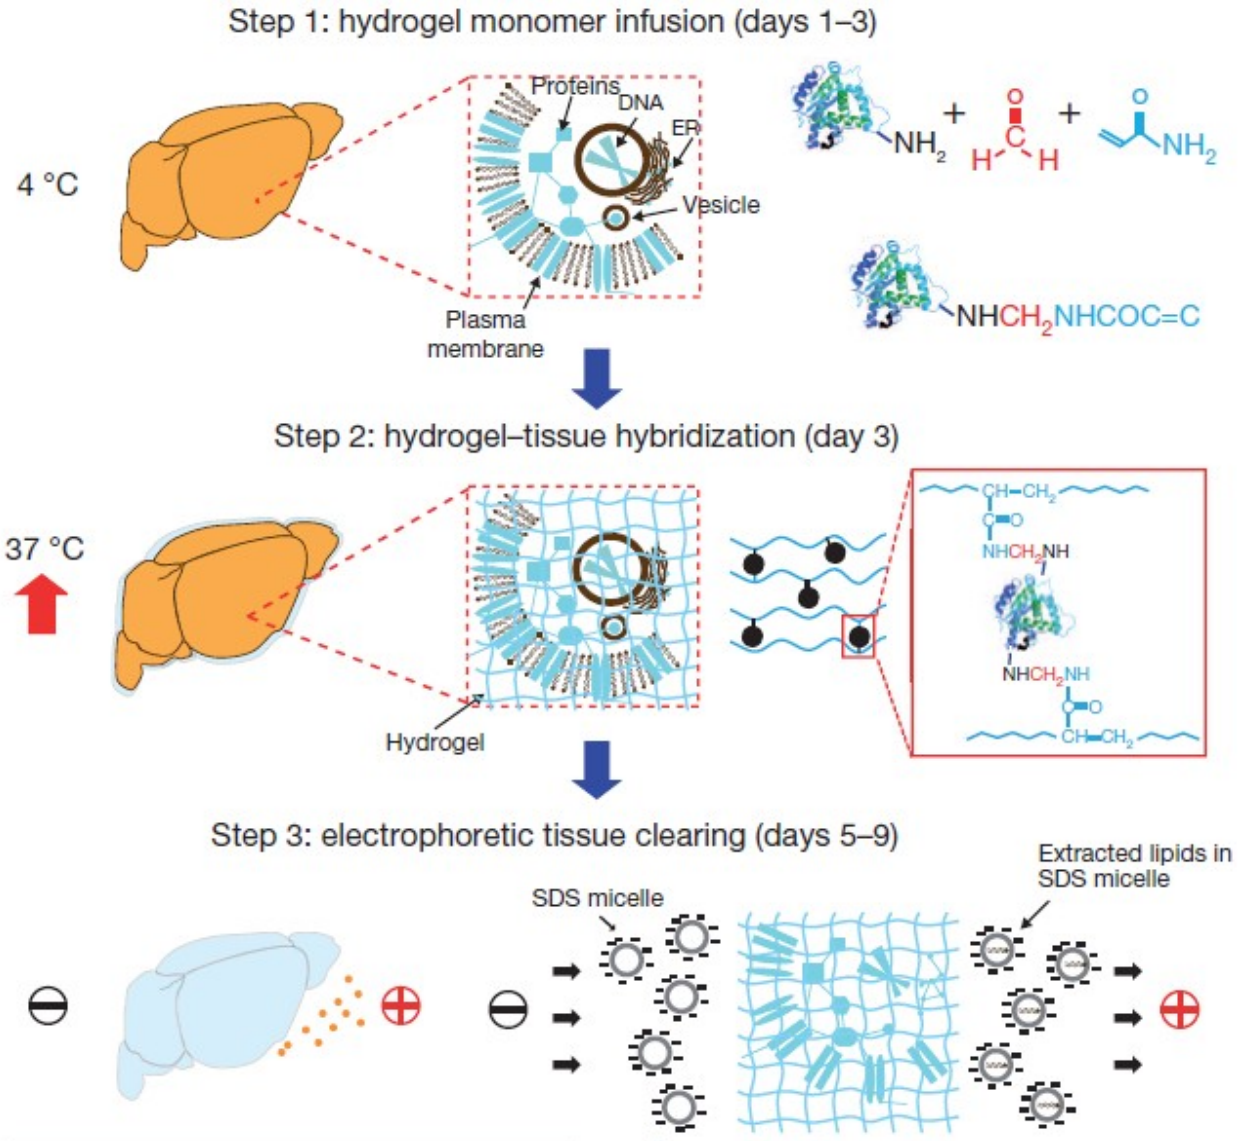 Step 1: hydrogel monomer infusion (days 1–3)
4 °C
Proteins
DNA
ER
Vesicle
Plasma
membrane
NH2 + O C H H + O NH2
NHCH2NHCOC=C
Step 2: hydrogel–tissue hybridization (day 3)
37 °C
Hydrogel
CH–CH2
C=O
NHCH2NH
NHCH2NH
C=O
CH–CH2
Step 3: electrophoretic tissue clearing (days 5–9)
SDS micelle
Extracted lipids in
SDS micelle